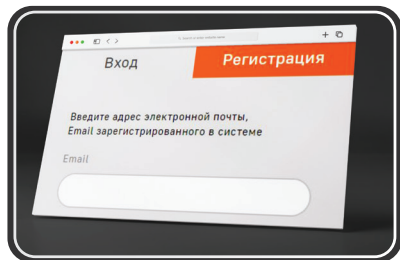 Вход
Регистрация
Введите адрес электронной почты,
Email зарегистрированного в системе
Email